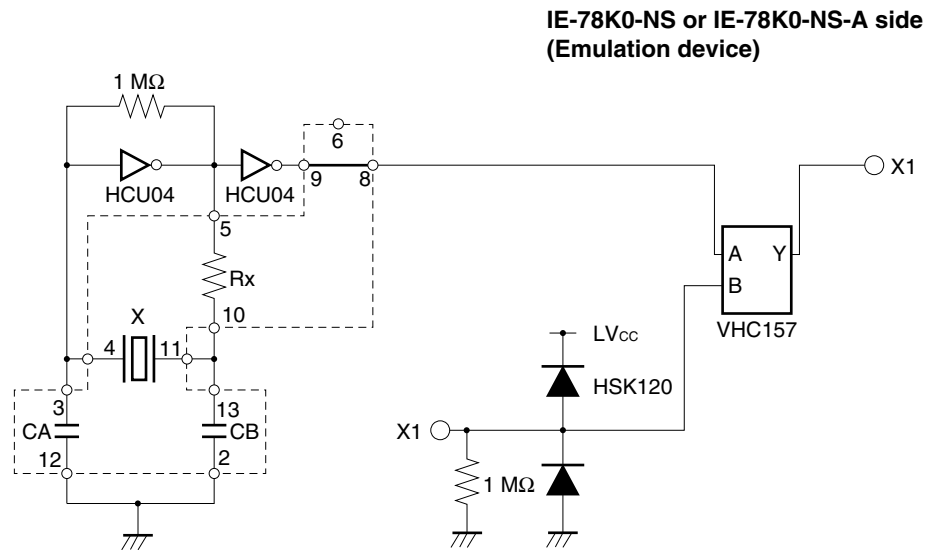 IE-78K0-NS or IE-78K0-NS-A side
(Emulation device)
1 MΩ
6
HCU04
HCU04
9
8
X1
5
Rx
A
Y
B
VHC157
10
X
4
11
LVCC
HSK120
3
13
CA
CB
X1
12
2
1 MΩ